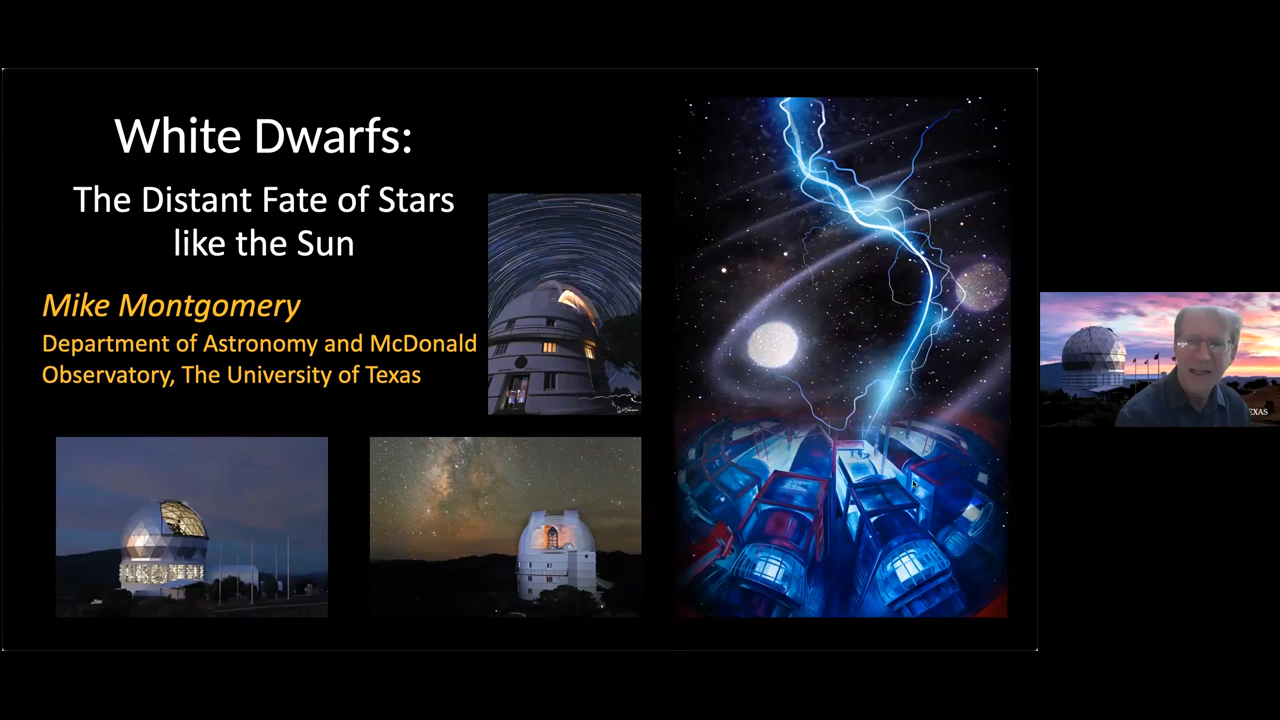 White Dwarfs:
The Distant Fate of Stars
like the Sun
Mike Montgomery
Department of Astronomy and McDonald
Observatory, The University of Texas
EXAS